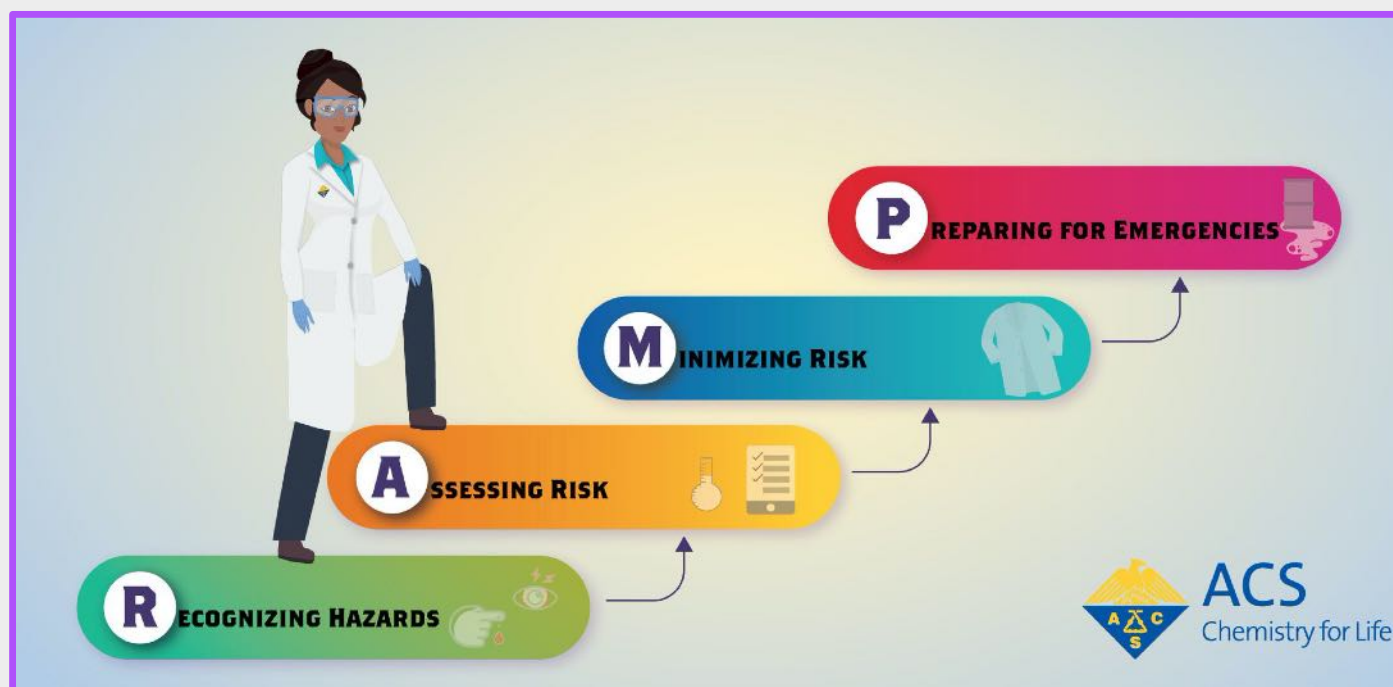 PREPARING FOR EMERGENCIES
MINIMIZING RISK
ASSESSING RISK
RECOGNIZING HAZARDS
ACS
Chemistry for Life
A C S